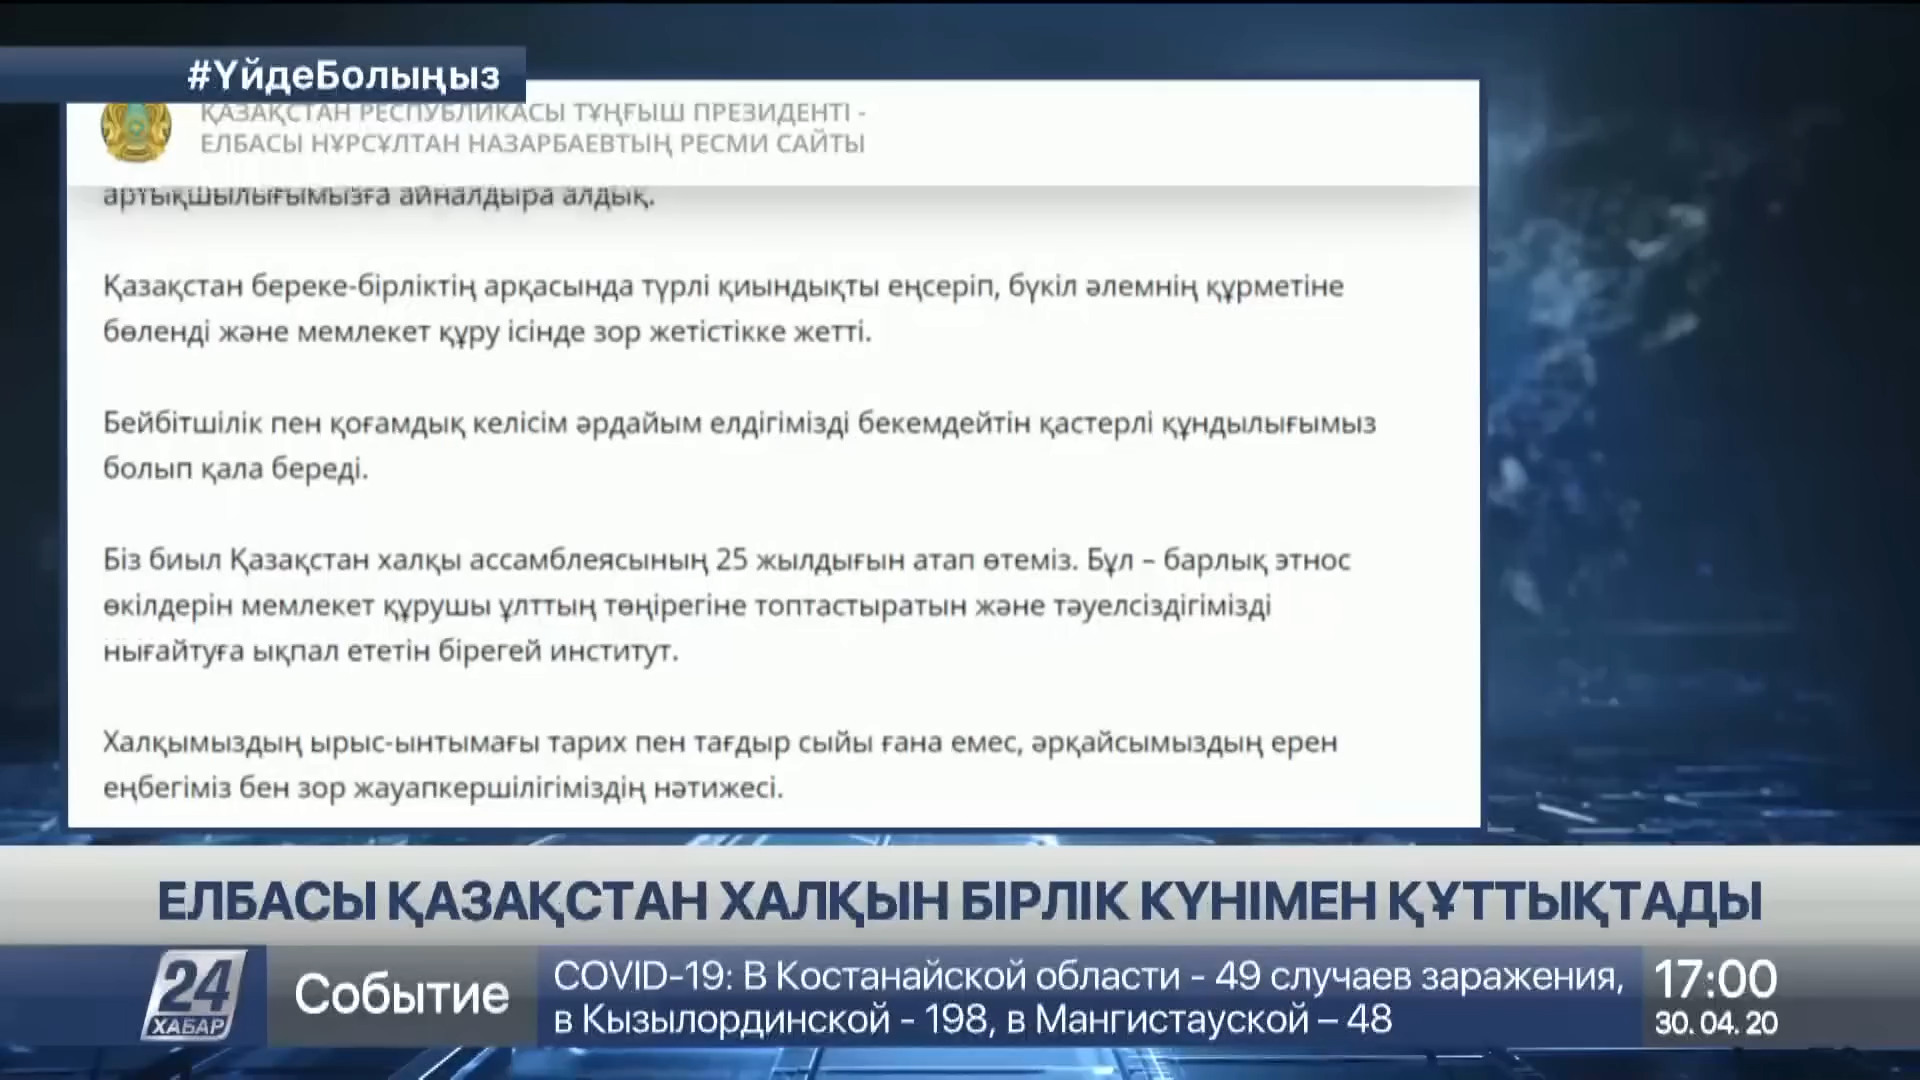 #ҮйдеБолыңыз
ҚАЗАҚСТАН РЕСПУБЛИКАСЫ ТҰҢҒЫШ ПРЕЗИДЕНТІ -
ЕЛБАСЫ НҰРСҰЛТАН НАЗАРБАЕВТЫҢ РЕСМИ САЙТЫ
артықшылығымызға айналдыра алдық.
Қазақстан береке-бірліктің арқасында түрлі қиындықты еңсеріп, бүкіл әлемнің құрметіне
бөленді және мемлекет құру ісінде зор жетістікке жетті.
Бейбітшілік пен қоғамдық келісім әрдайым елдігімізді бекемдейтін қастерлі құндылығымыз
болып қала береді.
Біз биыл Қазақстан халқы ассамблеясының 25 жылдығын атап өтеміз. Бұл – барлық этнос
өкілдерін мемлекет құрушы ұлттың төңірегіне топтастыратын және тәуелсіздігімізді
нығайтуға ықпал ететін бірегей институт.
Халқымыздың ырыс-ынтымағы тарих пен тағдыр сыйы ғана емес, әрқайсымыздың ерен
еңбегіміз бен зор жауапкершілігіміздің нәтижесі.
ЕЛБАСЫ ҚАЗАҚСТАН ХАЛҚЫН БІРЛІК КҮНІМЕН ҚҰТТЫҚТАДЫ
24
ХАБАР
Событие
COVID-19: В Костанайской области - 49 случаев заражения,
в Кызылординской - 198, в Мангистауской – 48
17:00
30. 04. 20